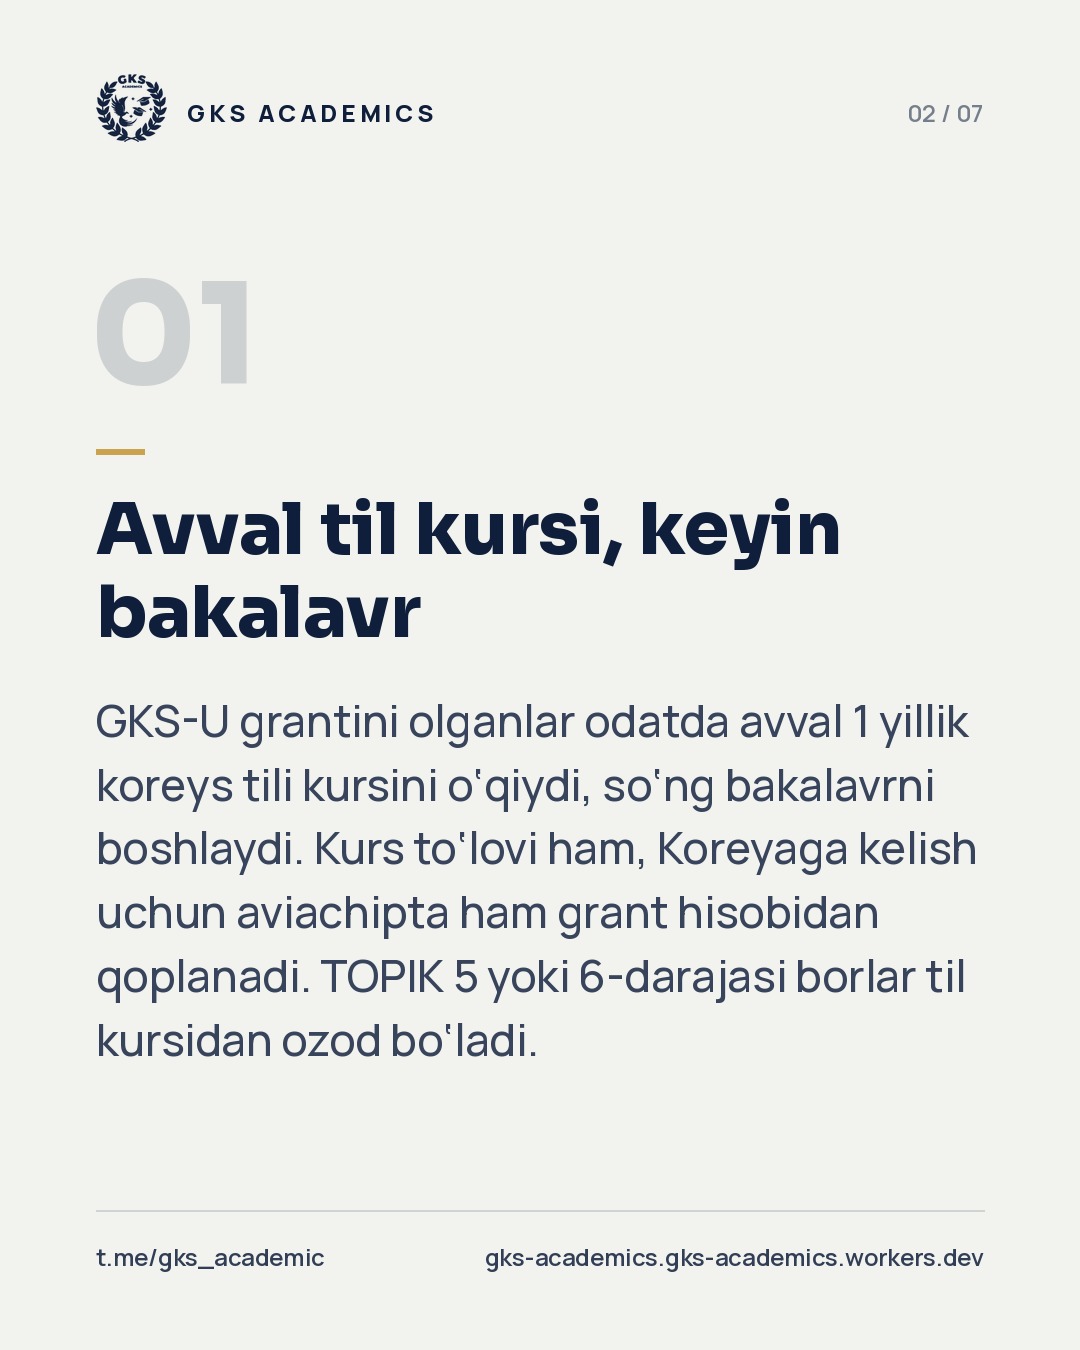 GKS
ACADEMICS
GKS ACADEMICS
02 / 07
01
Avval til kursi, keyin
bakalavr
GKS-U grantini olganlar odatda avval 1 yillik
koreys tili kursini oʻqiydi, soʻng bakalavrni
boshlaydi. Kurs toʻlovi ham, Koreyaga kelish
uchun aviachipta ham grant hisobidan
qoplanadi. TOPIK 5 yoki 6-darajasi borlar til
kursidan ozod boʻladi.
t.me/gks_academic
gks-academics.gks-academics.workers.dev